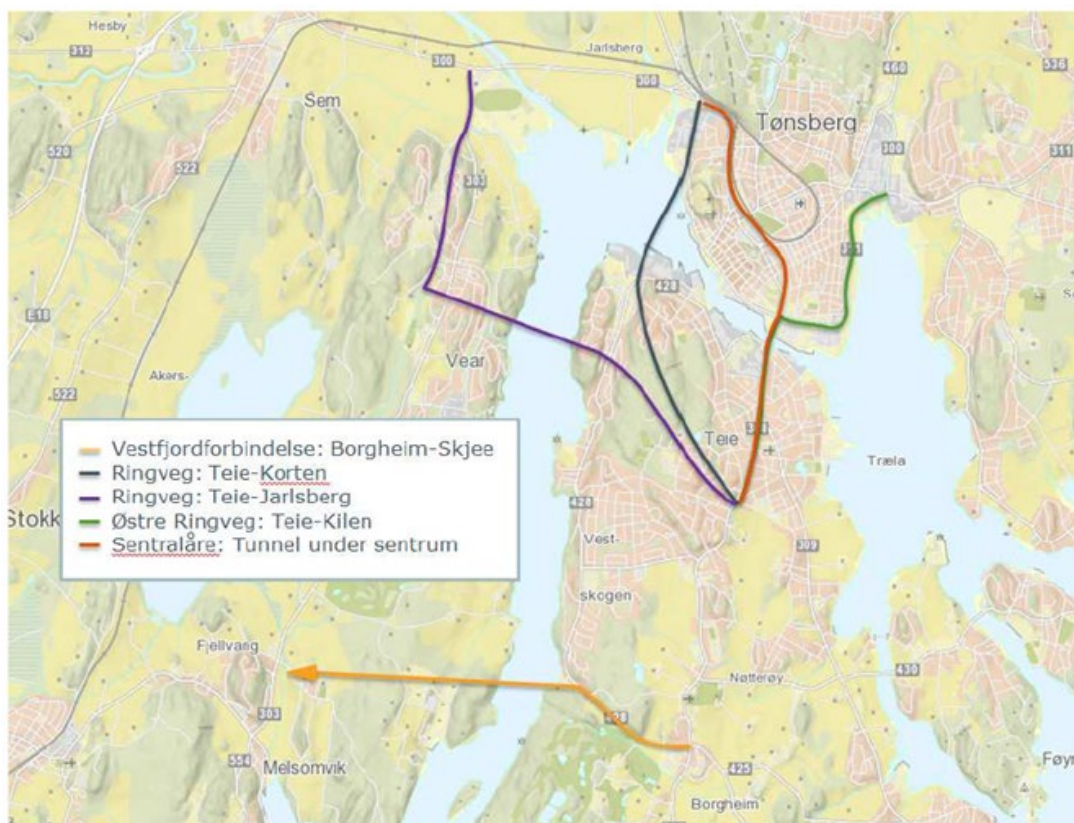 Hesby
Jarlsberg
312
300
300
460
536
Sem
Tønsberg
520
522
303
300
311
311
E18
428
Vear
Akers-
522
Teie
Træla
Vestfjordforbindelse: Borgheim-Skjee
Ringveg: Teie-Korten
Ringveg: Teie-Jarlsberg
Østre Ringveg: Teie-Kilen
Sentralåre: Tunnel under sentrum
Stokk
428
Vest-
309
skogen
Fjellvang
Nøtterøy
430
303
554
Melsomvik
425
Borgheim
Føyn